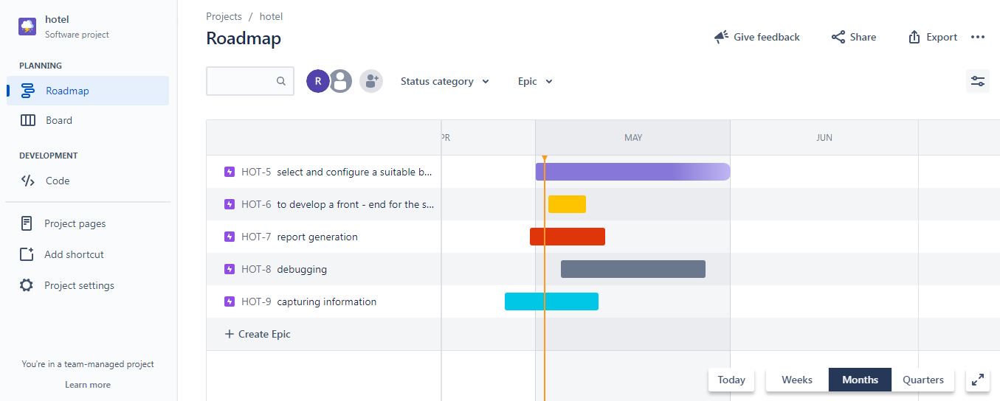 hotel
Software project
PLANNING
Roadmap
Board
DEVELOPMENT
Code
Project pages
Add shortcut
Project settings
You're in a team-managed project
Learn more
Projects / hotel
Roadmap
Give feedback Share Export
R Status category Epic
PR MAY JUN
HOT-5 select and configure a suitable b...
HOT-6 to develop a front - end for the s...
HOT-7 report generation
HOT-8 debugging
HOT-9 capturing information
+ Create Epic
Today Weeks Months Quarters